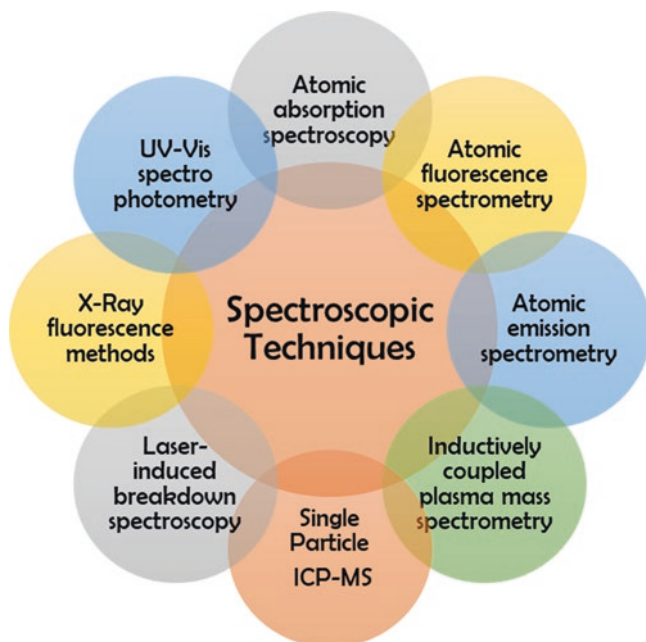 Spectroscopic
Techniques
Atomic
absorption
spectroscopy
Atomic
fluorescence
spectrometry
Atomic
emission
spectrometry
Inductively
coupled
plasma mass
spectrometry
Single
Particle
ICP-MS
Laser-
induced
breakdown
spectroscopy
X-Ray
fluorescence
methods
UV-Vis
spectro
photometry